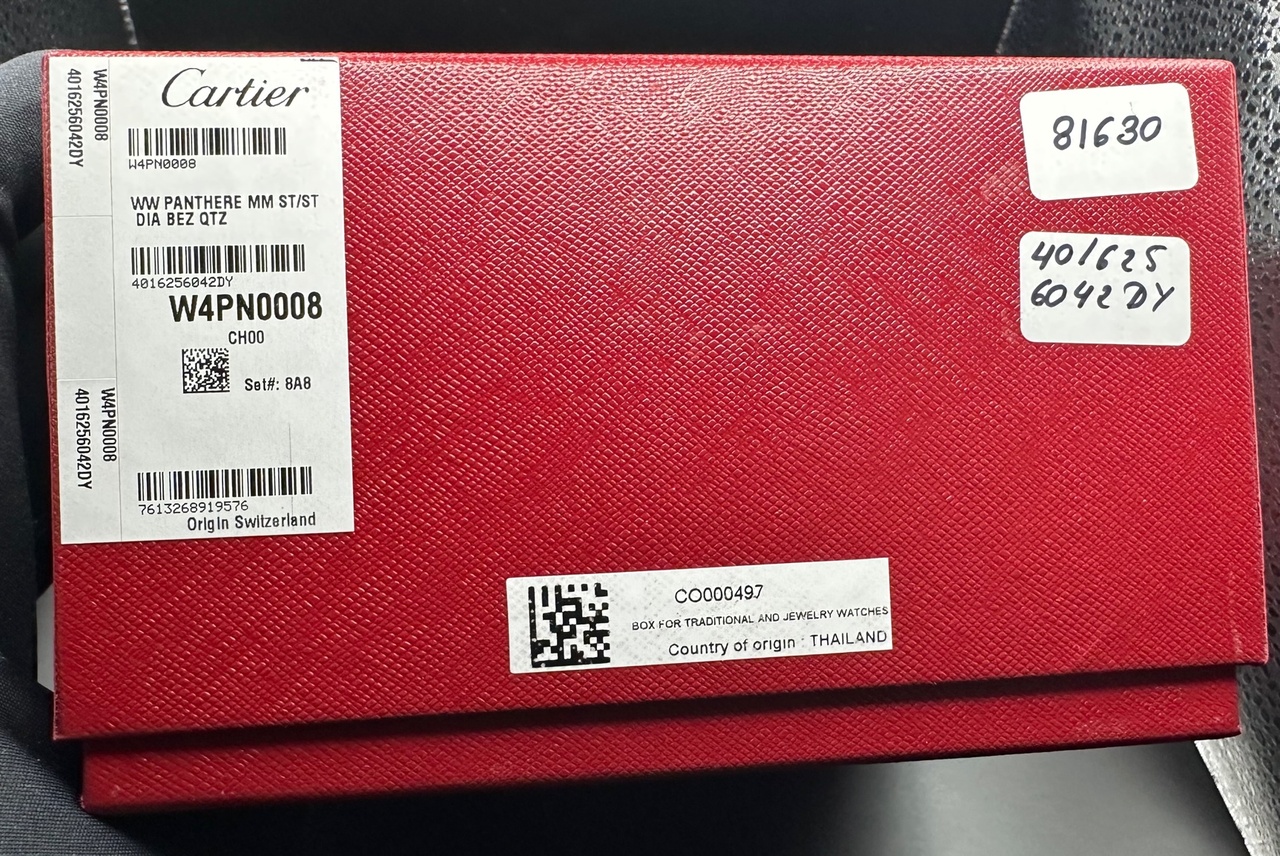 W4PN0008
4016256042DY
Cartier
W4PN0008
WW PANTHERE MM ST/ST
DIA BEZ QTZ
4016256042DY
W4PN0008
CH00
Set#: 8A8
W4PN0008
4016256042DY
7613268919576
Origin Switzerland
81630
401625
6042DY
CO000497
BOX FOR TRADITIONAL AND JEWELRY WATCHES
Country of origin : THAILAND